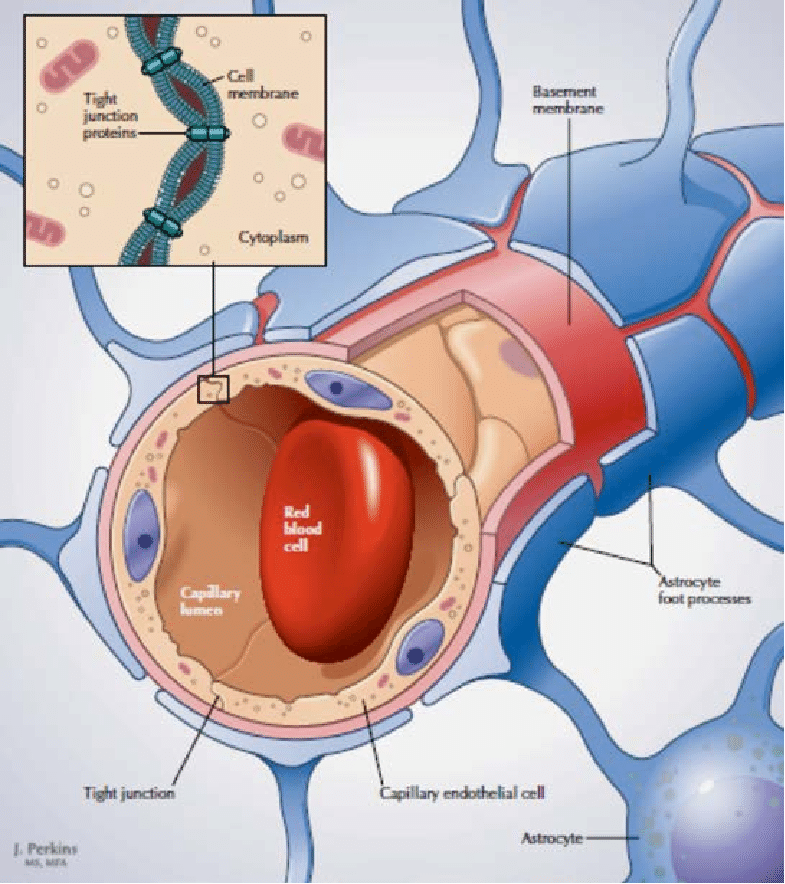 Cell
membrane
Tight
junction
proteins
Cytoplasm
Basement
membrane
Red
blood
cell
Capillary
lumen
Astrocyte
foot processes
Tight junction
Capillary endothelial cell
Astrocyte
J. Perkins
MS, MFA